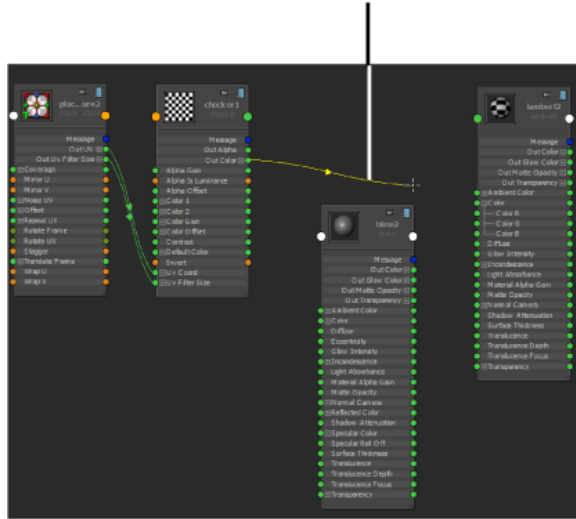 plac...ure2
Message
Out UV
Out Uv Filter Size
Coverage
Mirror U
Mirror V
Noise UV
Offset
Repeat UV
Rotate Frame
Rotate UV
Stagger
Translate Frame
Wrap U
Wrap V
checker1
checker
Message
Out Alpha
Out Color
Alpha Gain
Alpha Is Luminance
Alpha Offset
Color 1
Color 2
Color Gain
Color Offset
Contrast
Default Color
Invert
Uv Coord
Uv Filter Size
blinn2
blinn
Message
Out Color
Out Glow Color
Out Matte Opacity
Out Transparency
Ambient Color
Color
Diffuse
Eccentricity
Glow Intensity
Incandescence
Light Absorbance
Material Alpha Gain
Matte Opacity
Normal Camera
Reflected Color
Shadow Attenuation
Specular Color
Specular Roll Off
Surface Thickness
Translucence
Translucence Depth
Translucence Focus
Transparency
lambert2
lambert
Message
Out Color
Out Glow Color
Out Matte Opacity
Out Transparency
Ambient Color
Color
Color R
Color G
Color B
Diffuse
Glow Intensity
Incandescence
Light Absorbance
Material Alpha Gain
Matte Opacity
Normal Camera
Shadow Attenuation
Surface Thickness
Translucence
Translucence Depth
Translucence Focus
Transparency